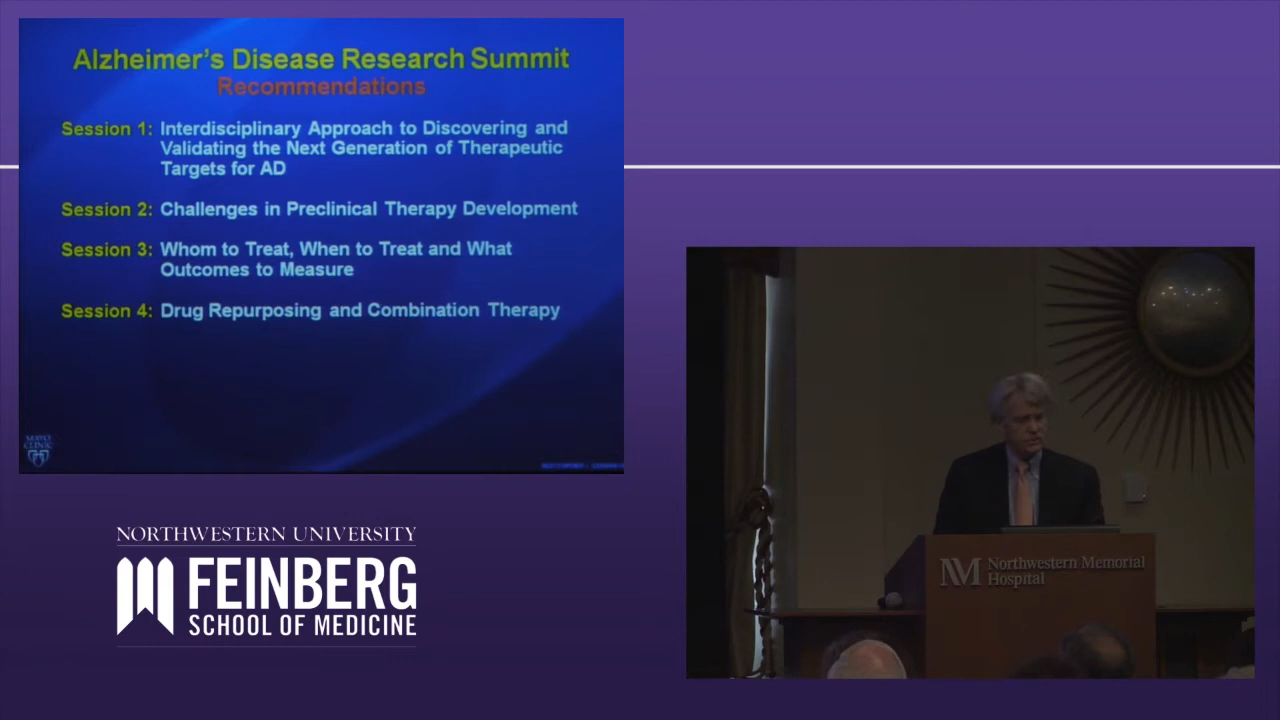 Alzheimer's Disease Research Summit
Recommendations
Session 1: Interdisciplinary Approach to Discovering and
Validating the Next Generation of Therapeutic
Targets for AD
Session 2: Challenges in Preclinical Therapy Development
Session 3: Whom to Treat, When to Treat and What
Outcomes to Measure
Session 4: Drug Repurposing and Combination Therapy
MAYO
CLINIC
NORTHWESTERN UNIVERSITY
FEINBERG
SCHOOL OF MEDICINE
NM Northwestern Memorial
Hospital